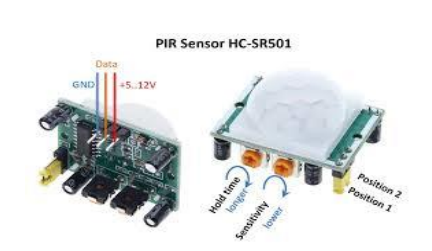 PIR Sensor HC-SR501
Data
GND
+5..12V
Hold time
longer
Sensitivity
lower
Position 2
Position 1